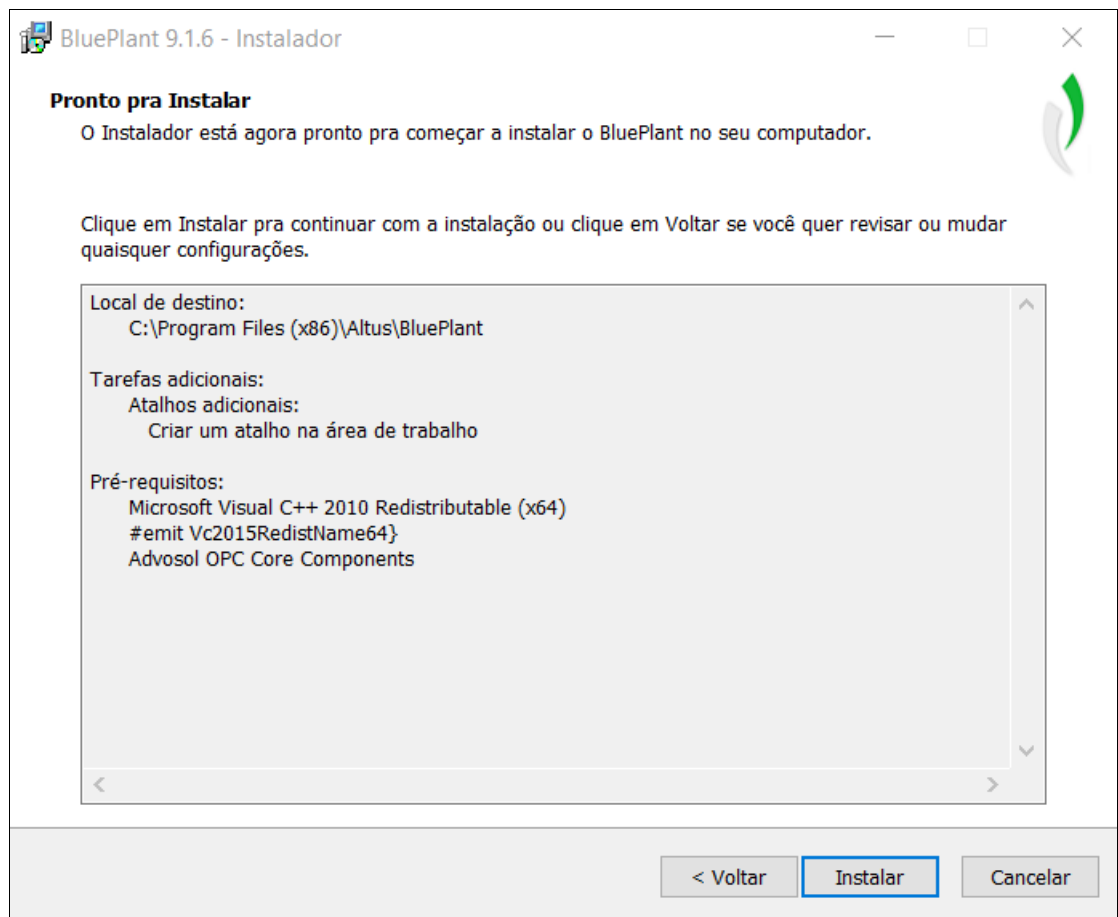 BluePlant 9.1.6 - Instalador
Pronto pra Instalar
O Instalador está agora pronto pra começar a instalar o BluePlant no seu computador.
Clique em Instalar pra continuar com a instalação ou clique em Voltar se você quer revisar ou mudar
quaisquer configurações.
Local de destino:
C:\Program Files (x86)\Altus\BluePlant
Tarefas adicionais:
Atalhos adicionais:
Criar um atalho na área de trabalho
Pré-requisitos:
Microsoft Visual C++ 2010 Redistributable (x64)
#emit Vc2015RedistName64}
Advosol OPC Core Components
< Voltar
Instalar
Cancelar